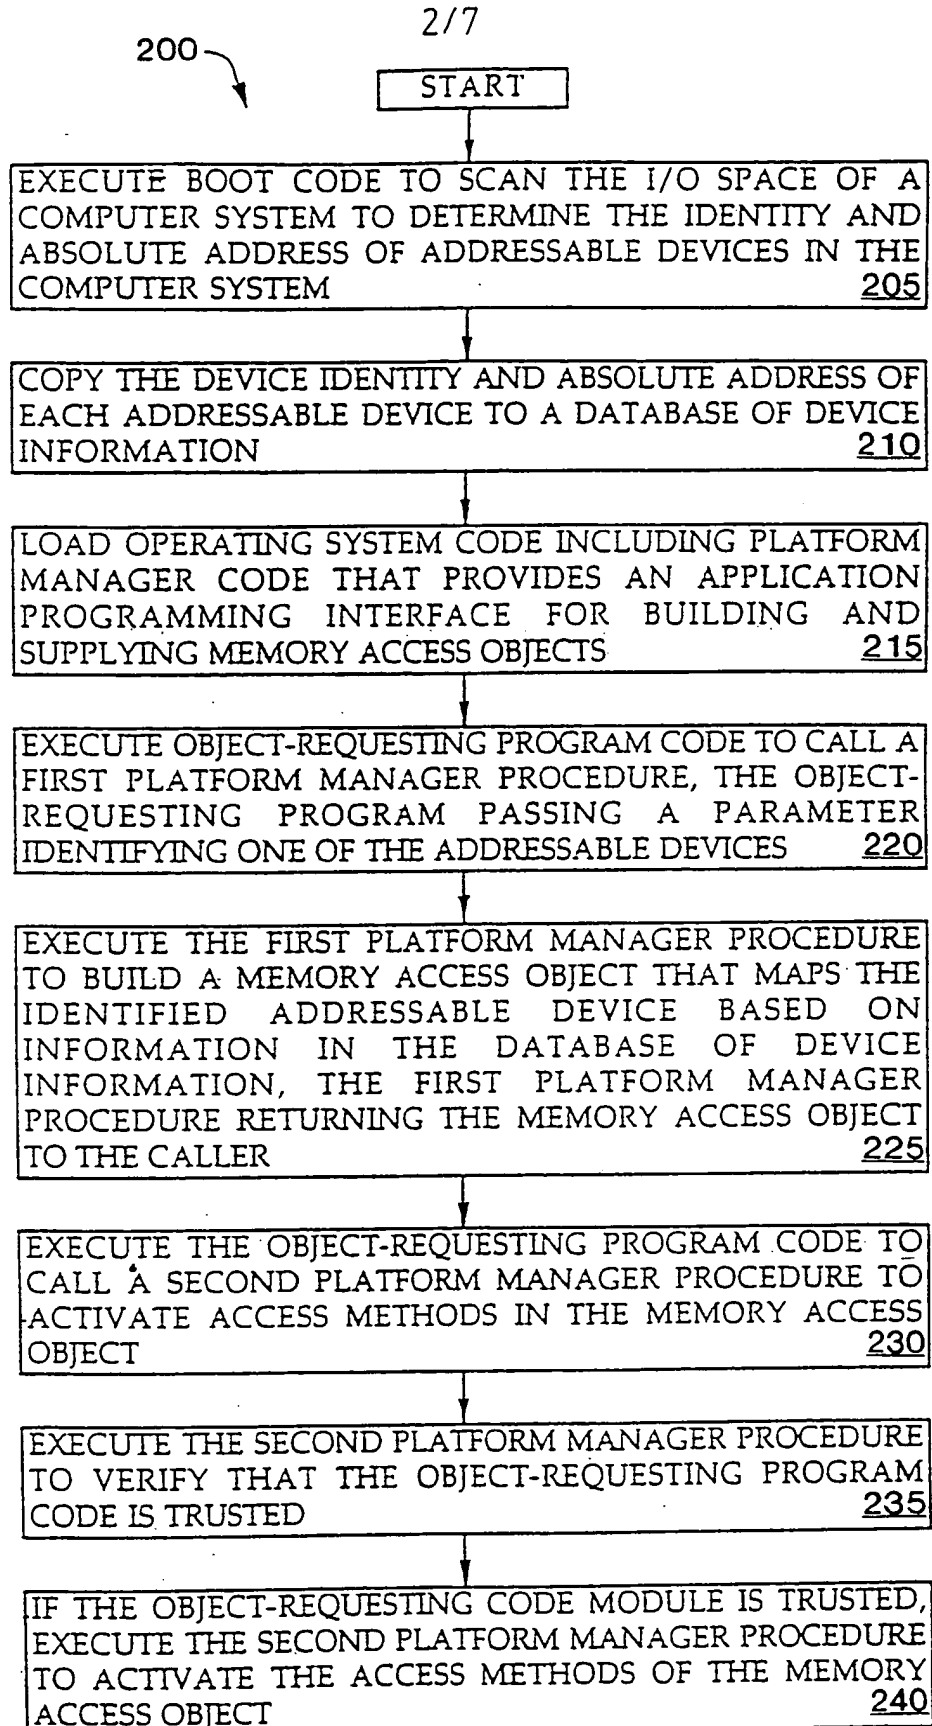 2/7
200
START
EXECUTE BOOT CODE TO SCAN THE I/O SPACE OF A
COMPUTER SYSTEM TO DETERMINE THE IDENTITY AND
ABSOLUTE ADDRESS OF ADDRESSABLE DEVICES IN THE
COMPUTER SYSTEM 205
COPY THE DEVICE IDENTITY AND ABSOLUTE ADDRESS OF
EACH ADDRESSABLE DEVICE TO A DATABASE OF DEVICE
INFORMATION 210
LOAD OPERATING SYSTEM CODE INCLUDING PLATFORM
MANAGER CODE THAT PROVIDES AN APPLICATION
PROGRAMMING INTERFACE FOR BUILDING AND
SUPPLYING MEMORY ACCESS OBJECTS 215
EXECUTE OBJECT-REQUESTING PROGRAM CODE TO CALL A
FIRST PLATFORM MANAGER PROCEDURE, THE OBJECT-
REQUESTING PROGRAM PASSING A PARAMETER
IDENTIFYING ONE OF THE ADDRESSABLE DEVICES 220
EXECUTE THE FIRST PLATFORM MANAGER PROCEDURE
TO BUILD A MEMORY ACCESS OBJECT THAT MAPS THE
IDENTIFIED ADDRESSABLE DEVICE BASED ON
INFORMATION IN THE DATABASE OF DEVICE
INFORMATION, THE FIRST PLATFORM MANAGER
PROCEDURE RETURNING THE MEMORY ACCESS OBJECT
TO THE CALLER 225
EXECUTE THE OBJECT-REQUESTING PROGRAM CODE TO
CALL A SECOND PLATFORM MANAGER PROCEDURE TO
ACTIVATE ACCESS METHODS IN THE MEMORY ACCESS
OBJECT 230
EXECUTE THE SECOND PLATFORM MANAGER PROCEDURE
TO VERIFY THAT THE OBJECT-REQUESTING PROGRAM
CODE IS TRUSTED 235
IF THE OBJECT-REQUESTING CODE MODULE IS TRUSTED,
EXECUTE THE SECOND PLATFORM MANAGER PROCEDURE
TO ACTIVATE THE ACCESS METHODS OF THE MEMORY
ACCESS OBJECT 240